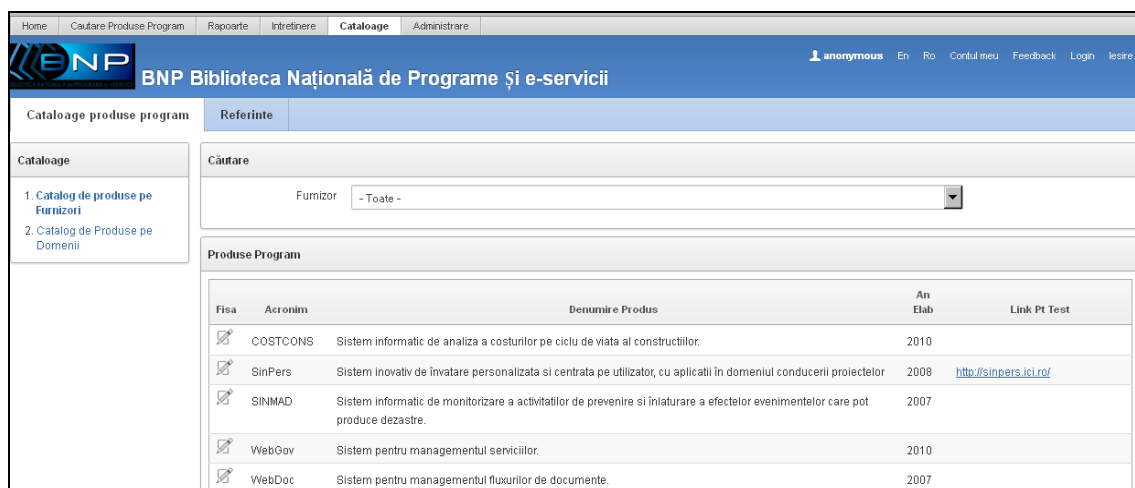 Home Cautare Produse Program Rapoarte Intretinere Cataloage Administrare
BNP
anonymous En Ro Contul meu Feedback Login Iesire
BNP Biblioteca Națională de Programe și e-servicii
Cataloage produse program Referinte
Cataloage
1. Catalog de produse pe
Furnizori
2. Catalog de Produse pe
Domenii
Căutare
Furnizor - Toate -
Produse Program
Fisa Acronim Denumire Produs An
Elab Link Pt Test
COSTCONS Sistem informatic de analiza a costurilor pe ciclu de viata al constructiilor. 2010
SinPers Sistem inovativ de învatare personalizata si centrata pe utilizator, cu aplicatii în domeniul conducerii proiectelor 2008 http://sinpers.ici.ro/
SINMAD Sistem informatic de monitorizare a activitatilor de prevenire si înlaturare a efectelor evenimentelor care pot 2007
produce dezastre.
WebGov Sistem pentru managementul serviciilor. 2010
WebDoc Sistem pentru managementul fluxurilor de documente. 2007